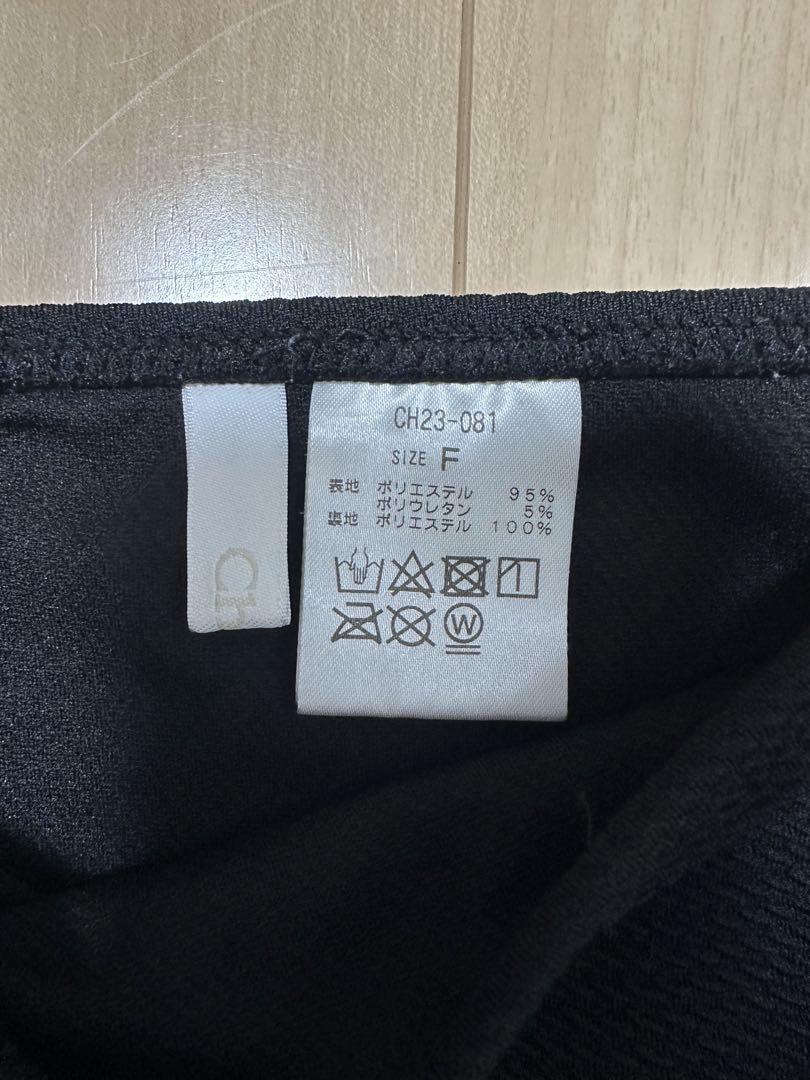 CH23-081
SIZE F
表地 ポリエステル 95%
ポリウレタン 5%
裏地 ポリエステル 100%
W
Ch